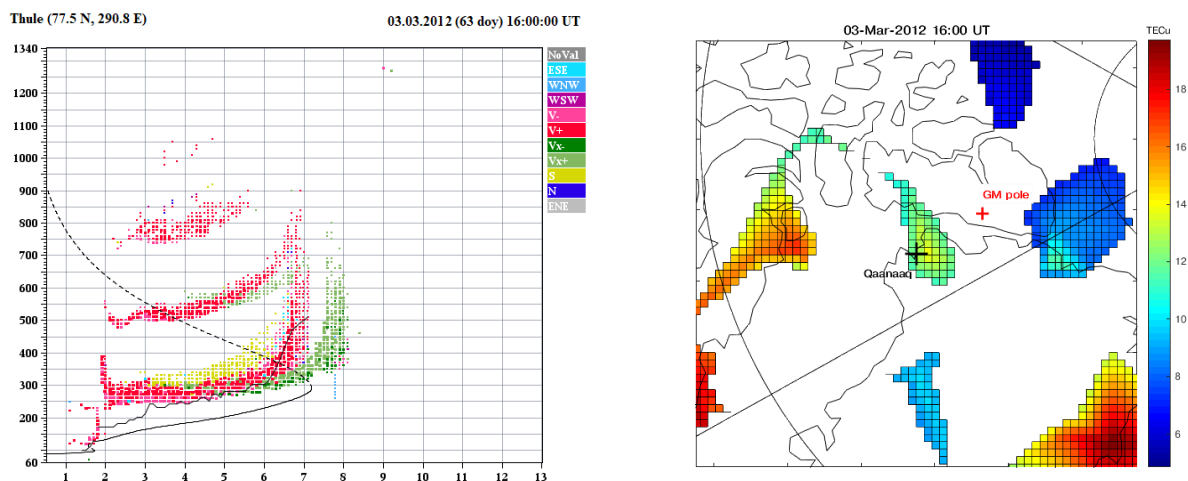 Thule (77.5 N, 290.8 E)
03.03.2012 (63 doy) 16:00:00 UT
1340
1200
1100
1000
900
800
700
600
500
400
300
200
60
1 2 3 4 5 6 7 8 9 10 11 12 13
NoVal
ESE
WNW
WSW
V-
V+
Vx-
Vx+
S
N
ENE
03-Mar-2012 16:00 UT
TECu
GM pole
Qaanaaq
18
16
14
12
10
8
6